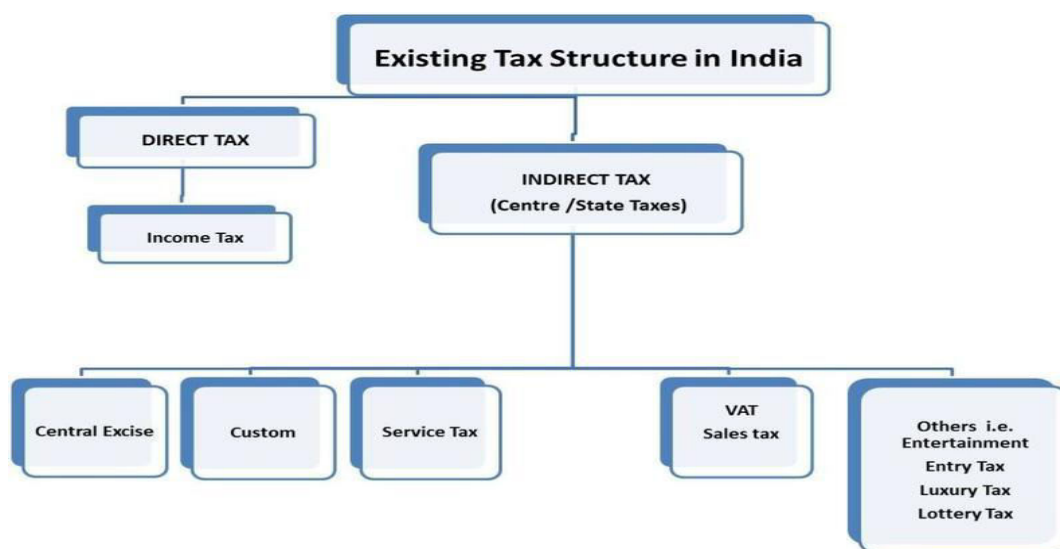 Existing Tax Structure in India
DIRECT TAX
INDIRECT TAX
(Centre /State Taxes)
Income Tax
Central Excise
Custom
Service Tax
VAT
Sales tax
Others i.e.
Entertainment
Entry Tax
Luxury Tax
Lottery Tax